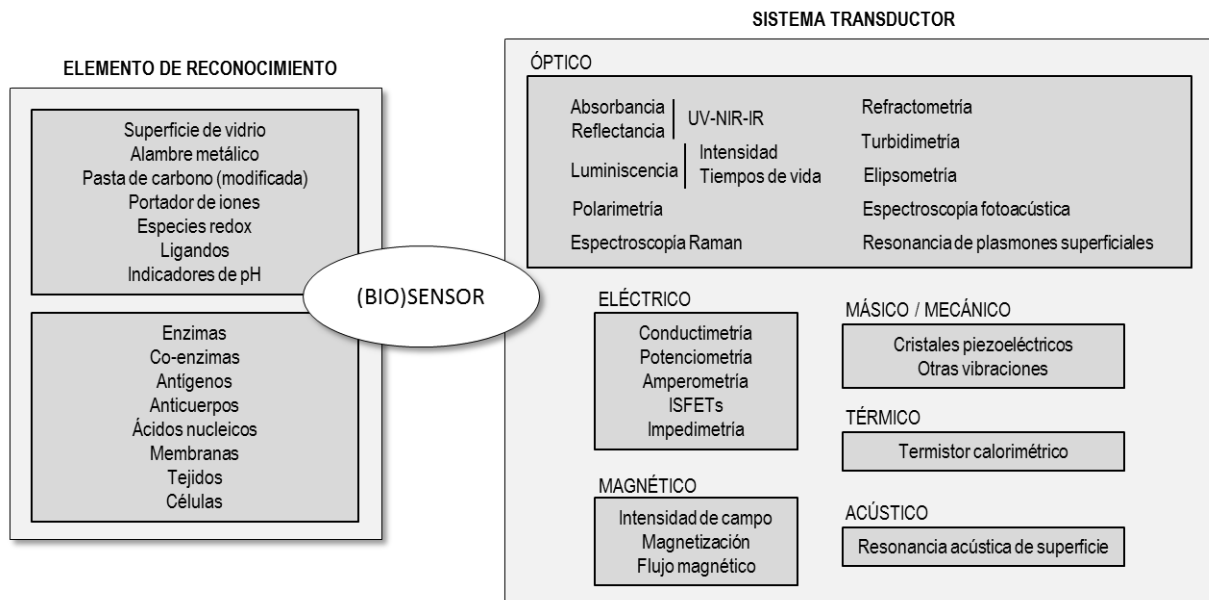 SISTEMA TRANSDUCTOR
ELEMENTO DE RECONOCIMIENTO
Superficie de vidrio
Alambre metálico
Pasta de carbono (modificada)
Portador de iones
Especies redox
Ligandos
Indicadores de pH
Enzimas
Co-enzimas
Antígenos
Anticuerpos
Ácidos nucleicos
Membranas
Tejidos
Células
(BIO)SENSOR
ÓPTICO
Absorbancia
Reflectancia
UV-NIR-IR
Luminiscencia
Intensidad
Tiempos de vida
Polarimetría
Espectroscopía Raman
Refractometría
Turbidimetría
Elipsometría
Espectroscopía fotoacústica
Resonancia de plasmones superficiales
ELÉCTRICO
Conductimetría
Potenciometría
Amperometría
ISFETs
Impedimetría
MAGNÉTICO
Intensidad de campo
Magnetización
Flujo magnético
MÁSICO / MECÁNICO
Cristales piezoeléctricos
Otras vibraciones
TÉRMICO
Termistor calorimétrico
ACÚSTICO
Resonancia acústica de superficie